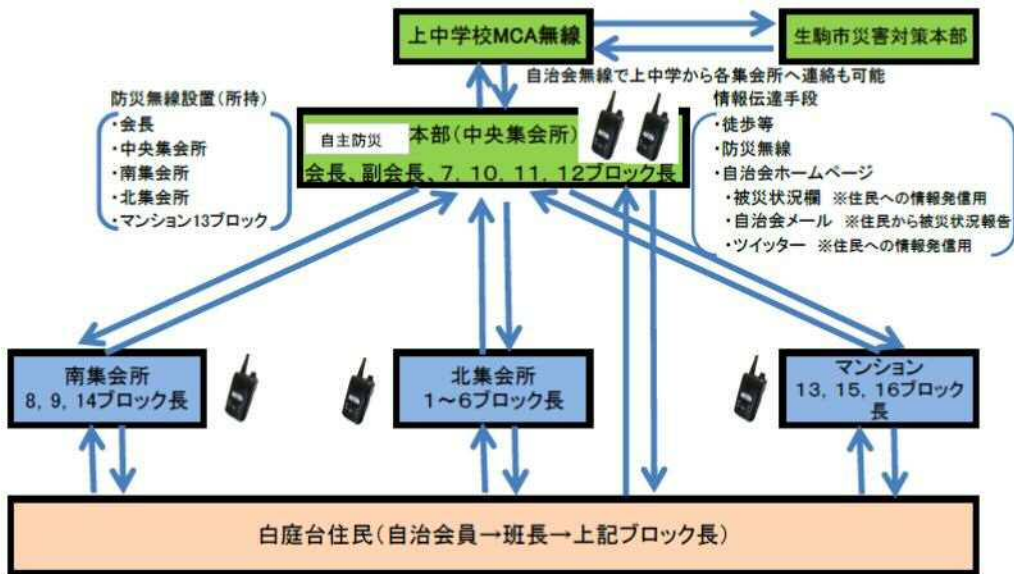 上中学校MCA無線
生駒市災害対策本部
自治会無線で上中学から各集会所へ連絡も可能
防災無線設置(所持)
・会長
・中央集会所
・南集会所
・北集会所
・マンション13ブロック
自主防災 本部(中央集会所)
会長、副会長、7, 10, 11, 12ブロック長
情報伝達手段
・徒歩等
・防災無線
・自治会ホームページ
・被災状況欄 ※住民への情報発信用
・自治会メール ※住民から被災状況報告
・ツイッター ※住民への情報発信用
南集会所
8, 9, 14ブロック長
北集会所
1～6ブロック長
マンション
13, 15, 16ブロック
長
白庭台住民(自治会員→班長→上記ブロック長)